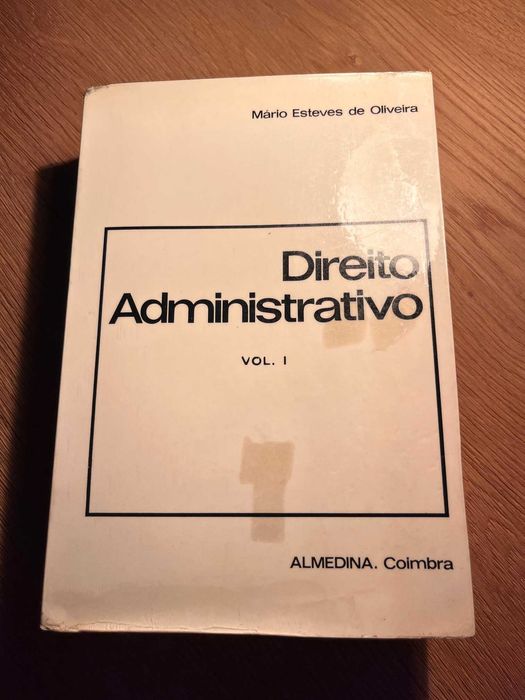 Mário Esteves de Oliveira
Direito
Administrativo
VOL. I
ALMEDINA. Coimbra